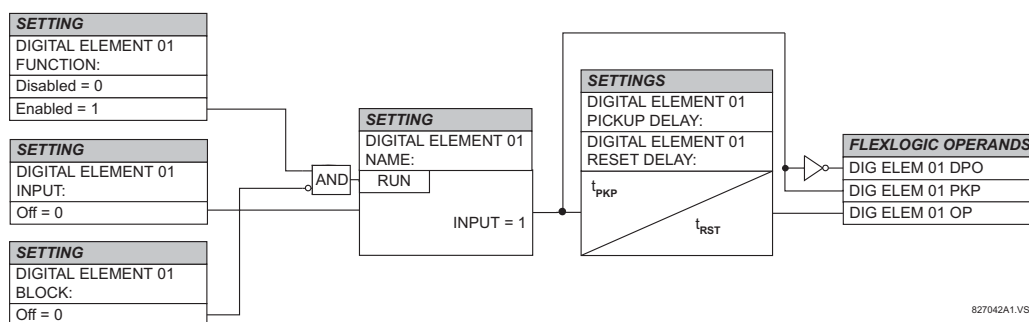 SETTING
DIGITAL ELEMENT 01
FUNCTION:
Disabled = 0
Enabled = 1
SETTING
DIGITAL ELEMENT 01
INPUT:
Off = 0
SETTING
DIGITAL ELEMENT 01
BLOCK:
Off = 0
AND
SETTING
DIGITAL ELEMENT 01
NAME:
RUN
INPUT = 1
SETTINGS
DIGITAL ELEMENT 01
PICKUP DELAY:
DIGITAL ELEMENT 01
RESET DELAY:
tPKP
tRST
FLEXLOGIC OPERANDS
DIG ELEM 01 DPO
DIG ELEM 01 PKP
DIG ELEM 01 OP
827042A1.VS